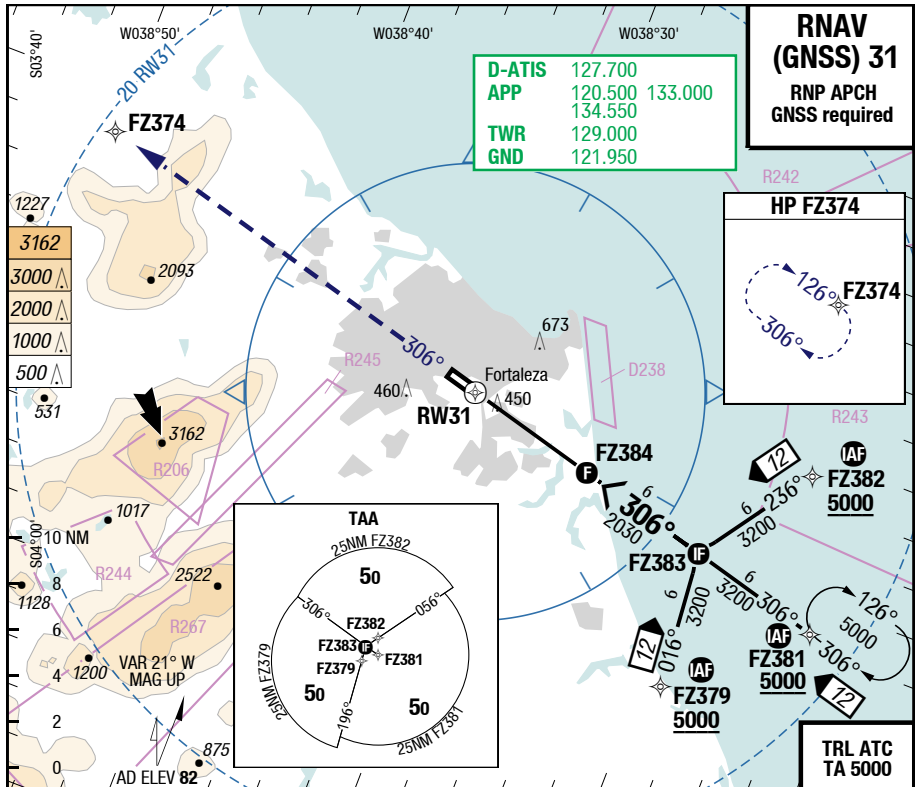 W038°50'
W038°40'
W038°30'
S03°40'
RNAV
(GNSS) 31
RNP APCH
GNSS required
20 RW31
D-ATIS 127.700
APP 120.500 133.000
134.550
TWR 129.000
GND 121.950
FZ374
R242
HP FZ374
126°
FZ374
306°
1227
3162
3000
2000
1000
500
2093
531
306°
673
R245
D238
Fortaleza
460
450
RW31
R243
3162
R206
FZ384
F
12
IAF
FZ382
5000
6
236°
3200
6
306°
2030
1017
S04°00'
10 NM
FZ383
IF
8
R244
2522
1128
6
R267
1200
4
VAR 21° W
MAG UP
2
875
0
AD ELEV 82
TAA
25NM FZ382
50
306°
056°
FZ382
FZ383
IF
FZ379
FZ381
25NM FZ379
50
50
196°
25NM FZ381
6
3200
016°
12
6
3200
306°
126°
5000
306°
IAF
FZ381
5000
12
IAF
FZ379
5000
TRL ATC
TA 5000